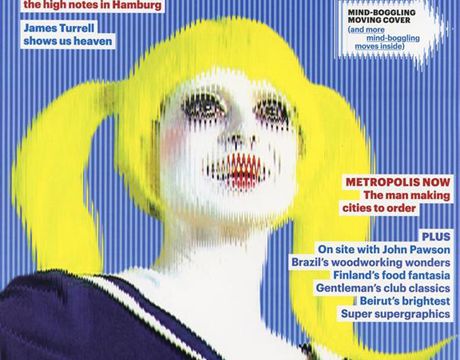 the high notes in Hamburg
James Turrell
shows us heaven
MIND-BOGGLING
MOVING COVER
(and more
mind-boggling
moves inside)
METROPOLIS NOW
The man making
cities to order
PLUS
On site with John Pawson
Brazil's woodworking wonders
Finland's food fantasia
Gentleman's club classics
Beirut's brightest
Super supergraphics